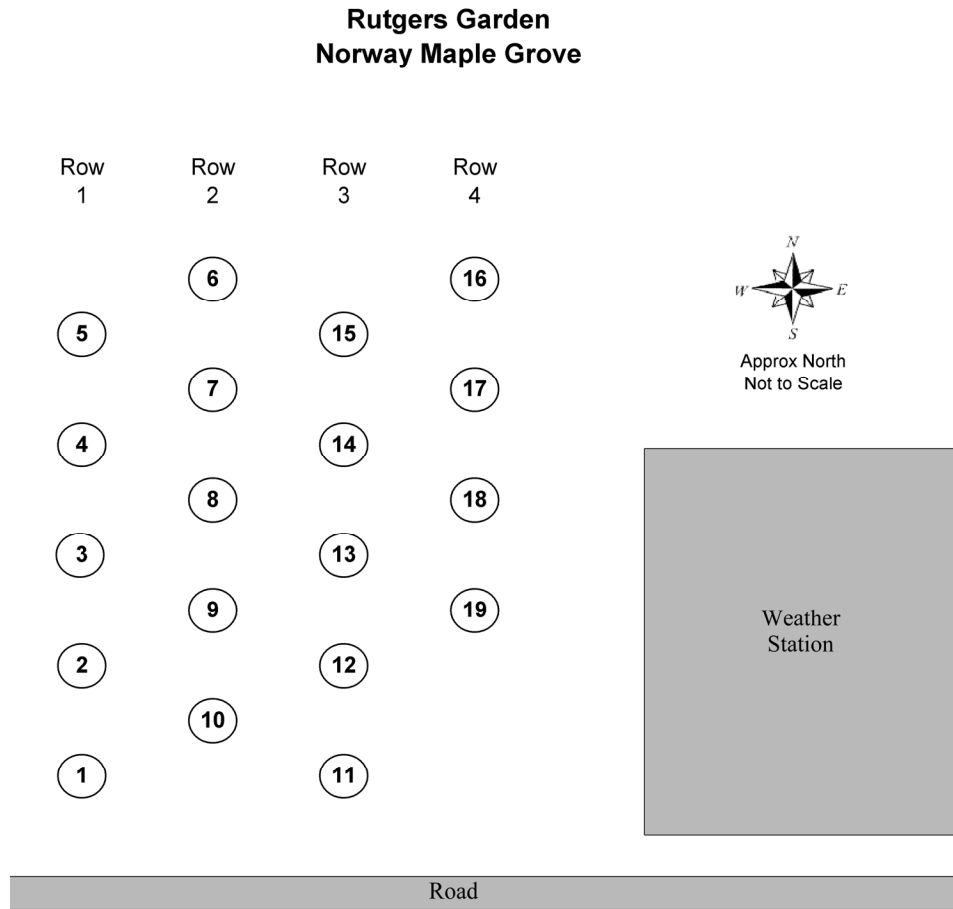 Rutgers Garden
Norway Maple Grove
Row Row Row Row
1 2 3 4
N
6 16
W E
5 15
S
Approx North
7 17
Not to Scale
4 14
8 18
3 13
9 19
Weather
Station
2 12
10
1 11
Road